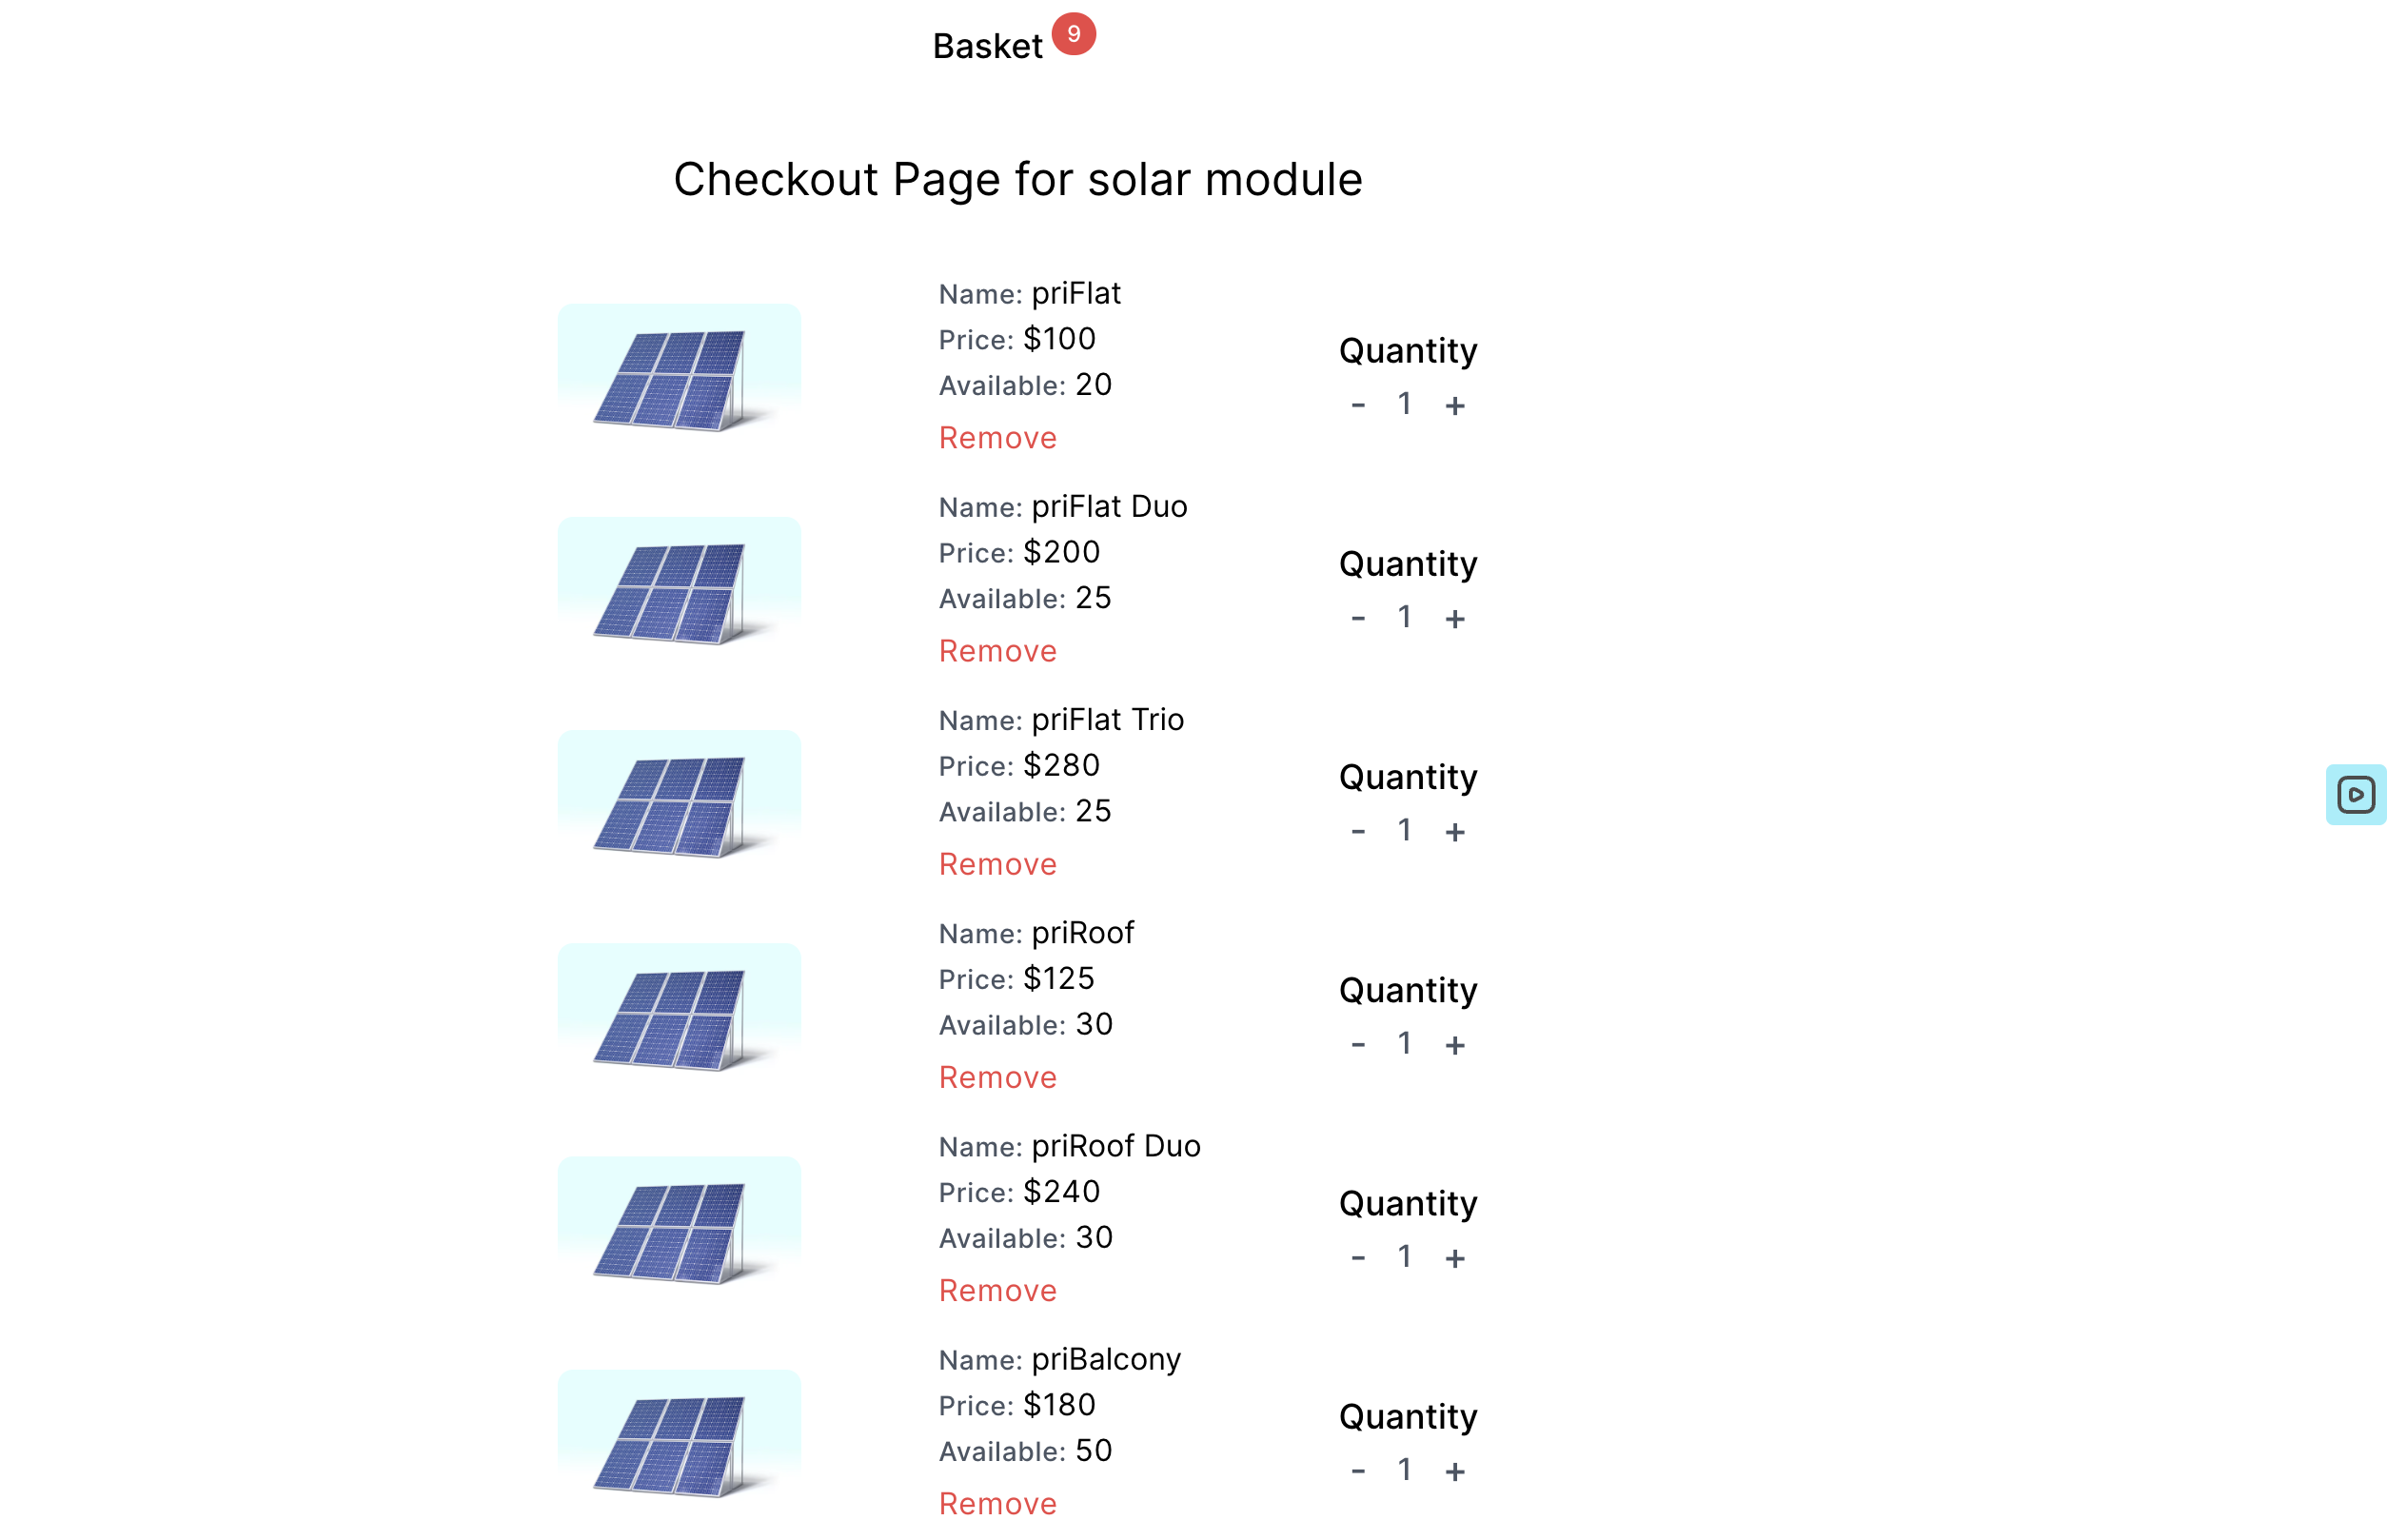 Basket 9
Checkout Page for solar module
Name: priFlat
Price: $100
Available: 20
Remove
Quantity
- 1 +
Name: priFlat Duo
Price: $200
Available: 25
Remove
Quantity
- 1 +
Name: priFlat Trio
Price: $280
Available: 25
Remove
Quantity
- 1 +
Name: priRoof
Price: $125
Available: 30
Remove
Quantity
- 1 +
Name: priRoof Duo
Price: $240
Available: 30
Remove
Quantity
- 1 +
Name: priBalcony
Price: $180
Available: 50
Remove
Quantity
- 1 +